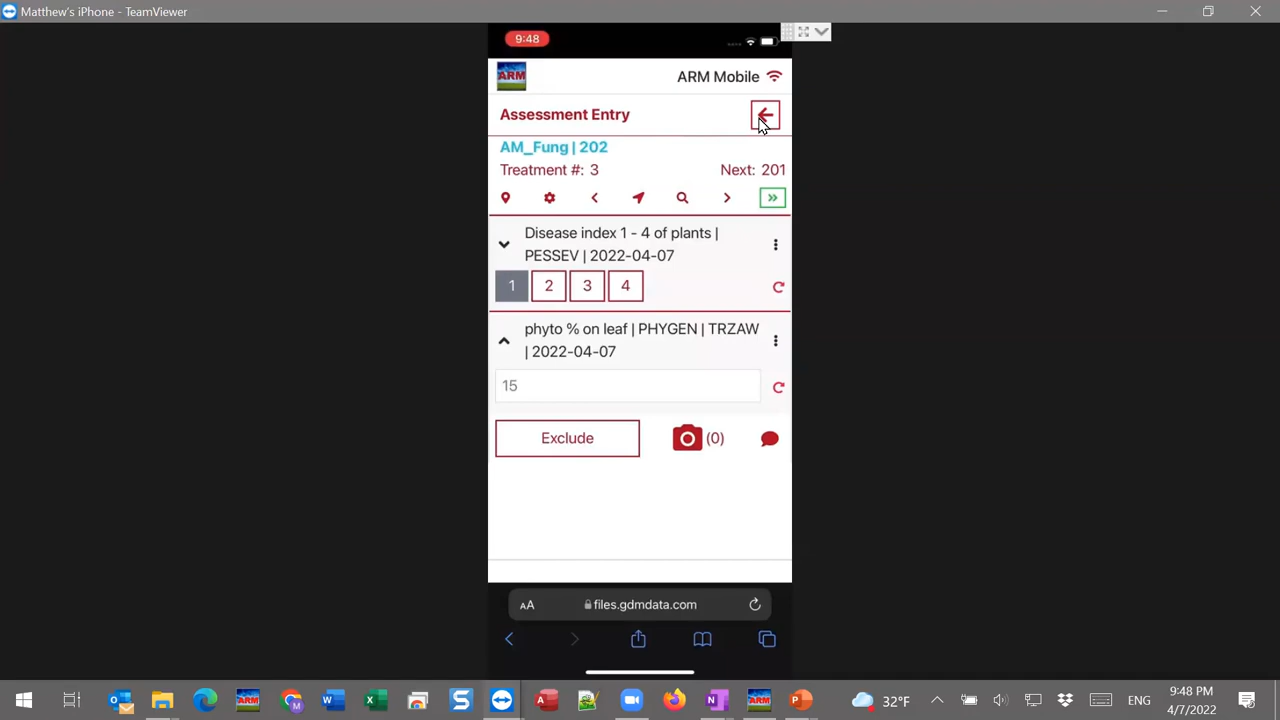 Matthew's iPhone - TeamViewer
9:48
ARM
ARM Mobile
Assessment Entry
AM_Fung | 202
Treatment #: 3
Next: 201
Disease index 1 - 4 of plants |
PESSEV | 2022-04-07
1 2 3 4
phyto % on leaf | PHYGEN | TRZAW
| 2022-04-07
15
Exclude
(0)
AA
files.gdmdata.com
ARM
ARM
32°F
ENG
9:48 PM
4/7/2022